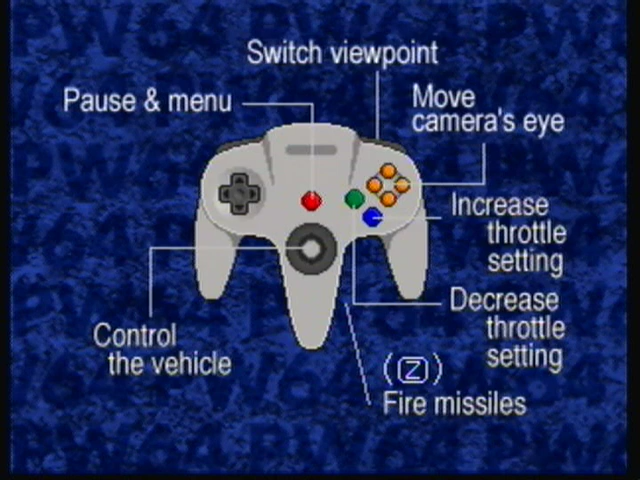 Switch viewpoint
Pause & menu
Move
camera's eye
Increase
throttle
setting
Decrease
throttle
setting
Control
the vehicle
(Z)
Fire missiles